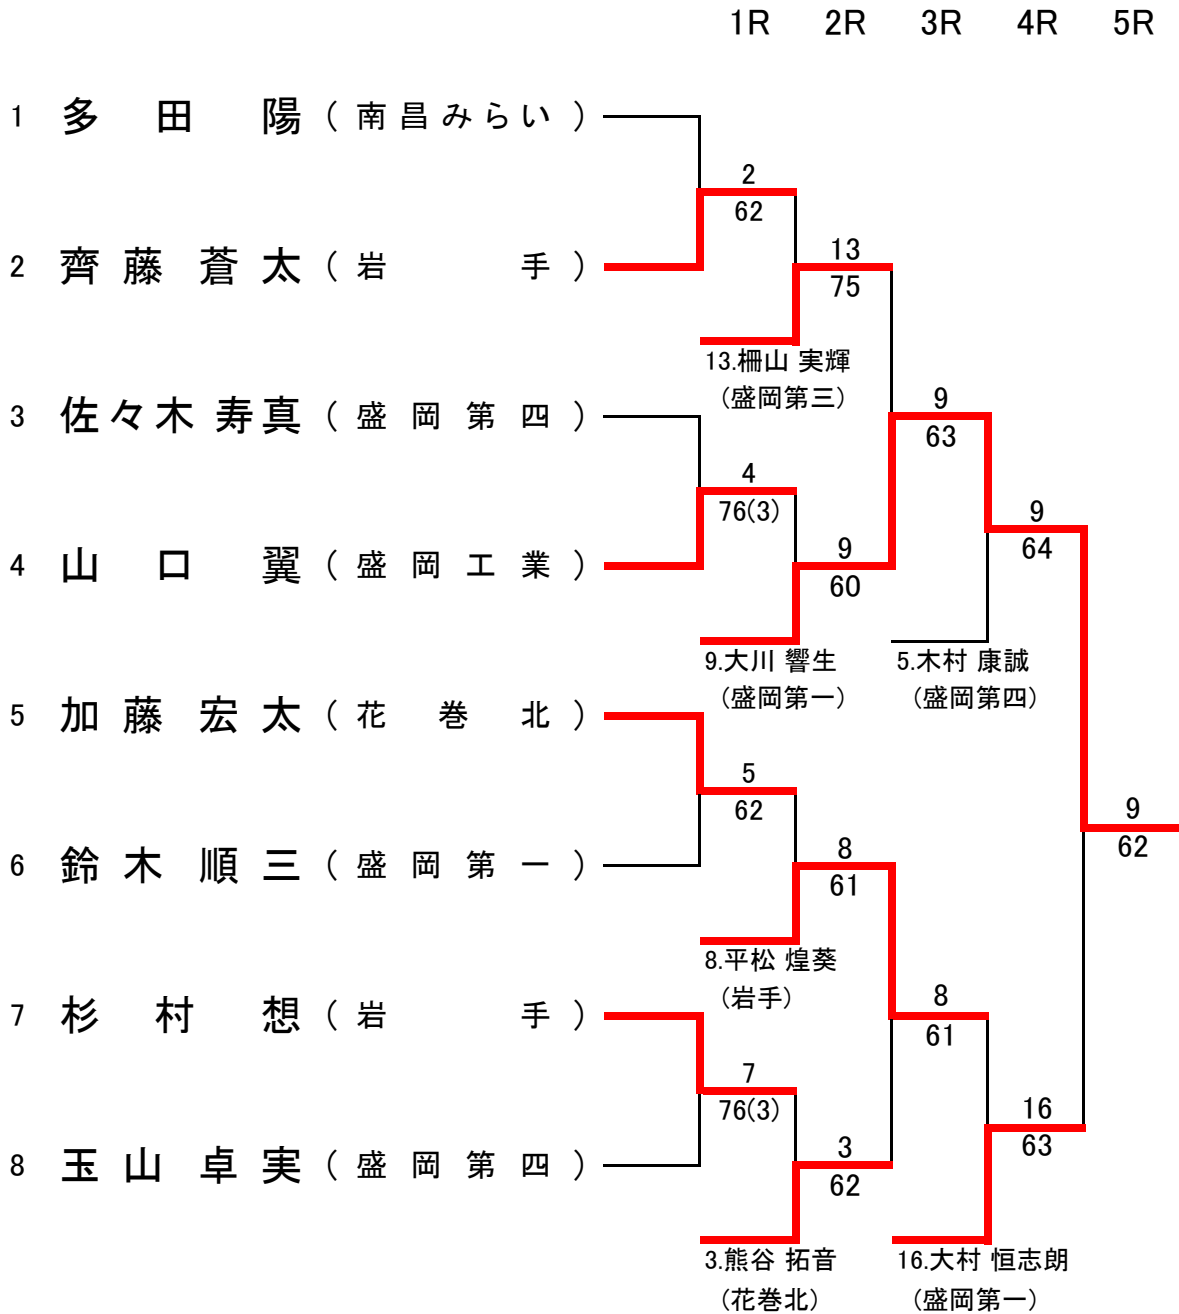 1R 2R 3R 4R 5R
1 多田 陽 (南昌みらい)
2
62
2 齊藤蒼太 (岩手)
13
75
13.柵山 実輝
(盛岡第三)
3 佐々木寿真 (盛岡第四)
9
63
4
76(3)
4 山口 翼 (盛岡工業)
9
60
9
64
9.大川 響生
(盛岡第一)
5.木村 康誠
(盛岡第四)
5 加藤宏太 (花巻北)
5
62
9
62
6 鈴木順三 (盛岡第一)
8
61
8.平松 煌葵
(岩手)
7 杉村 想 (岩手)
8
61
7
76(3)
16
63
8 玉山卓実 (盛岡第四)
3
62
3.熊谷 拓音
(花巻北)
16.大村 恒志朗
(盛岡第一)